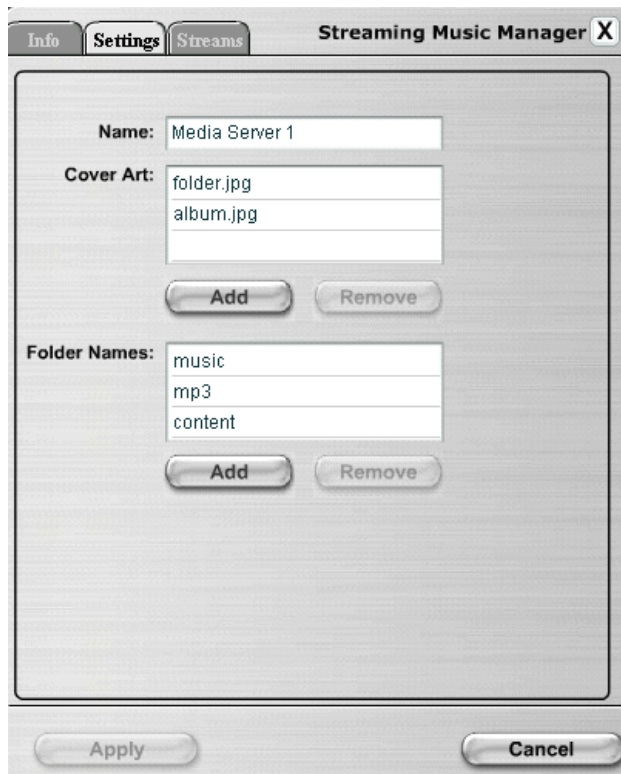 Info Settings Streams Streaming Music Manager X
Name: Media Server 1
Cover Art: folder.jpg
album.jpg
Add Remove
Folder Names: music
mp3
content
Add Remove
Apply Cancel